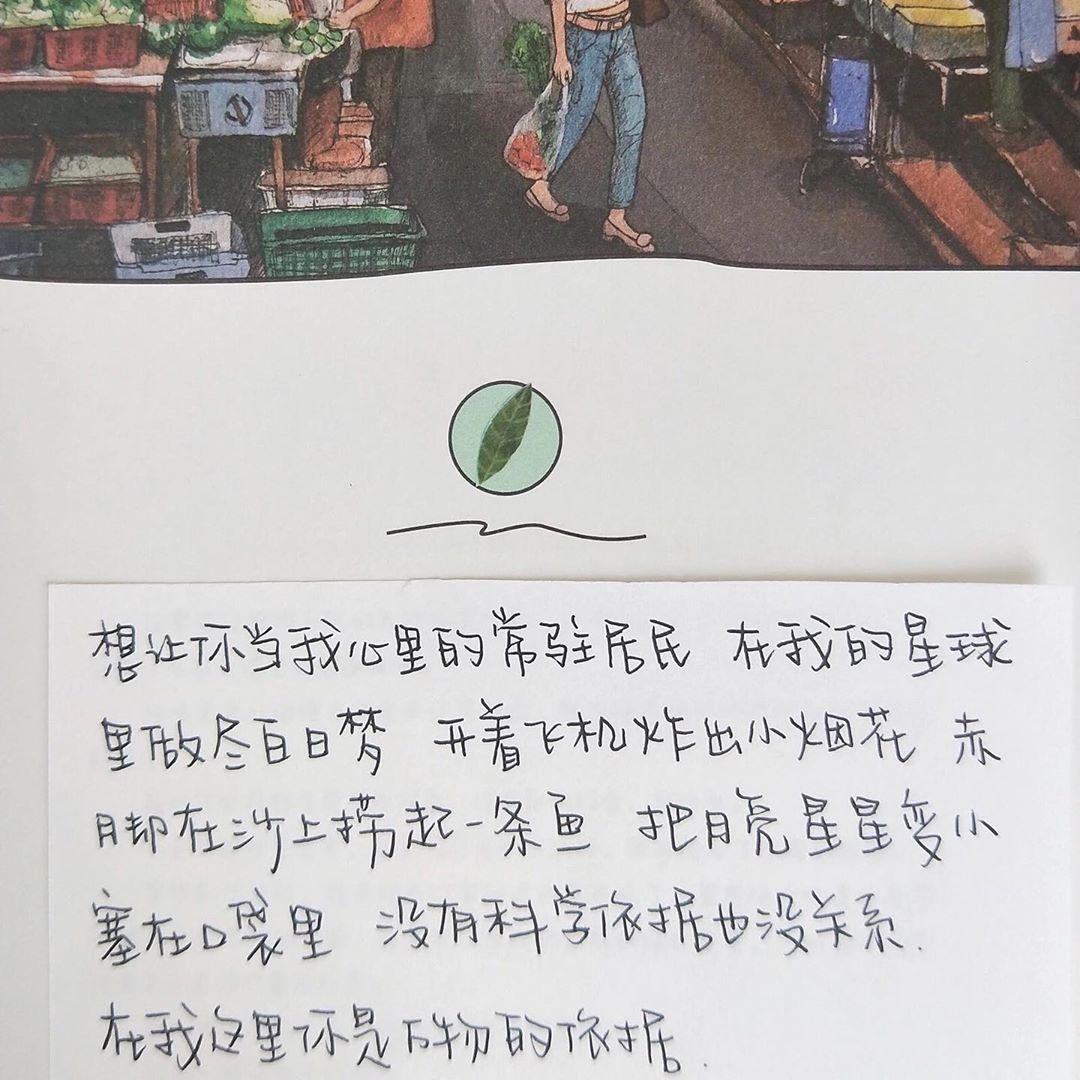 想让你当我心里的常驻居民 在我的星球
里做尽白日梦 开着飞机炸出小烟花 赤
脚在沙上捞起一条鱼 把月亮星星变小
塞在口袋里 没有科学依据也没关系.
在我这里你是万物的依据.